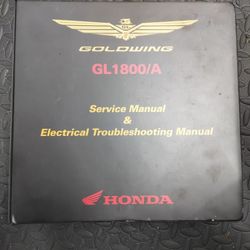 GOLDWING
GL1800/A
Service Manual
&
Electrical Troubleshooting Manual
HONDA